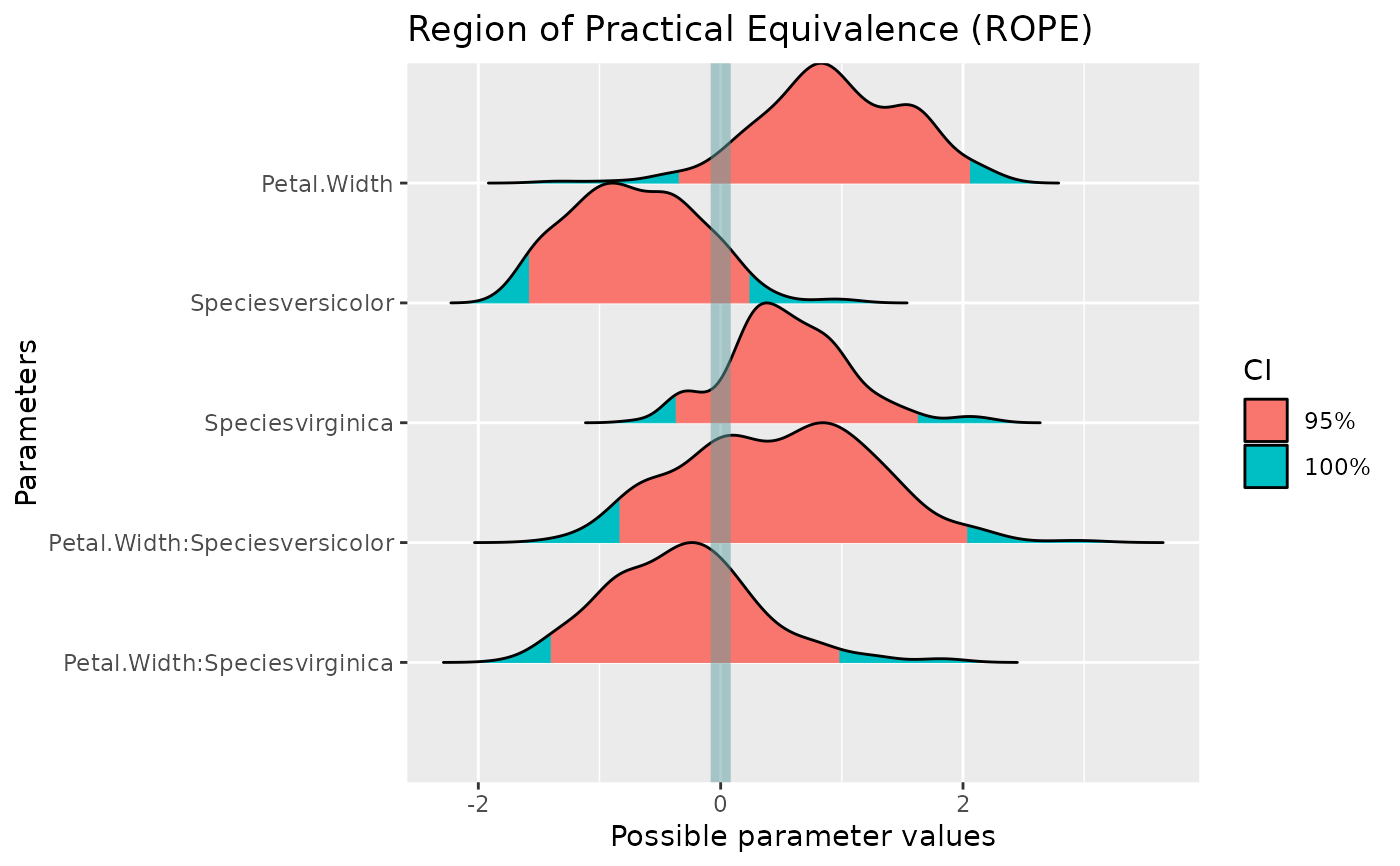 Region of Practical Equivalence (ROPE)
Parameters
Petal.Width
Speciesversicolor
Speciesvirginica
Petal.Width:Speciesversicolor
Petal.Width:Speciesvirginica
-2 0 2
Possible parameter values
CI
95%
100%